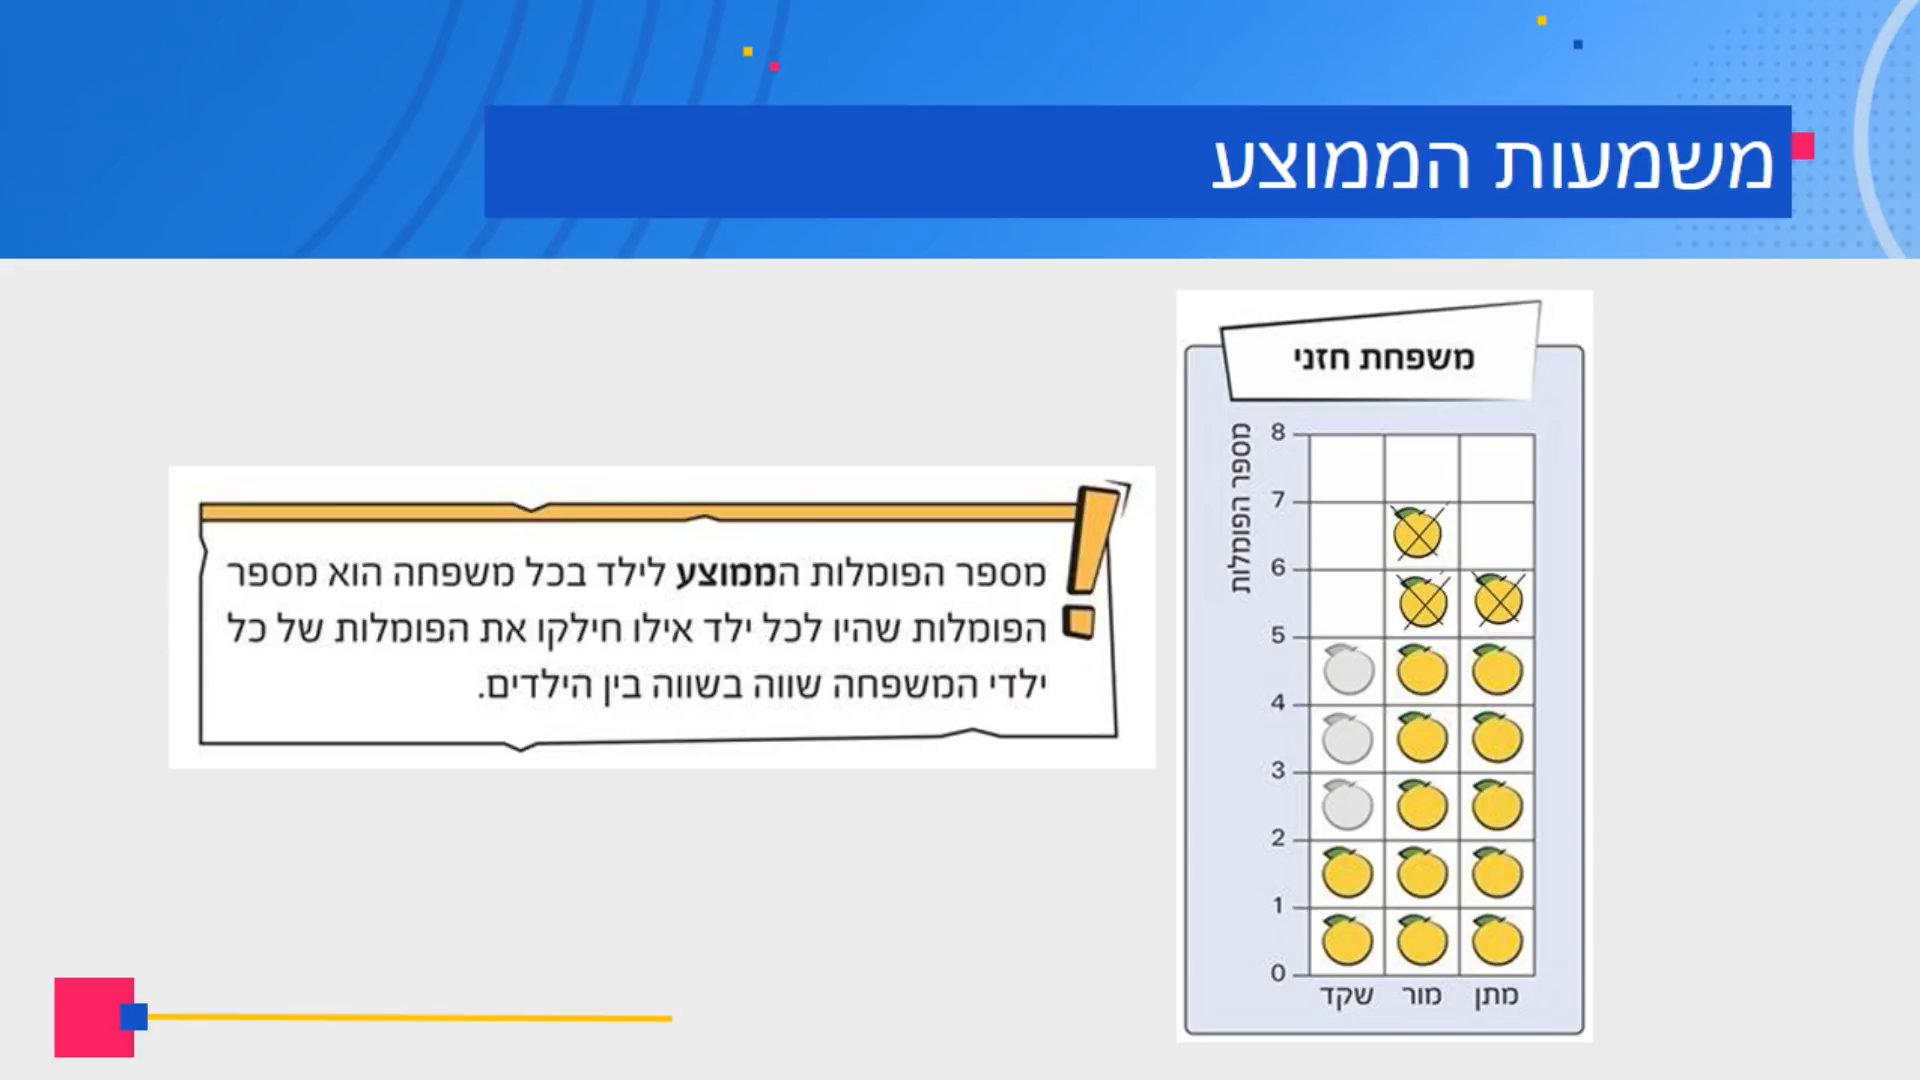 משמעות הממוצע
משפחת חזני
מספר הפומלות
8
7
6
5
4
3
2
1
0
שקד מור מתן
מספר הפומלות הממוצע לילד בכל משפחה הוא מספר
הפומלות שהיו לכל ילד אילו חילקו את הפומלות של כל
ילדי המשפחה שווה בשווה בין הילדים.